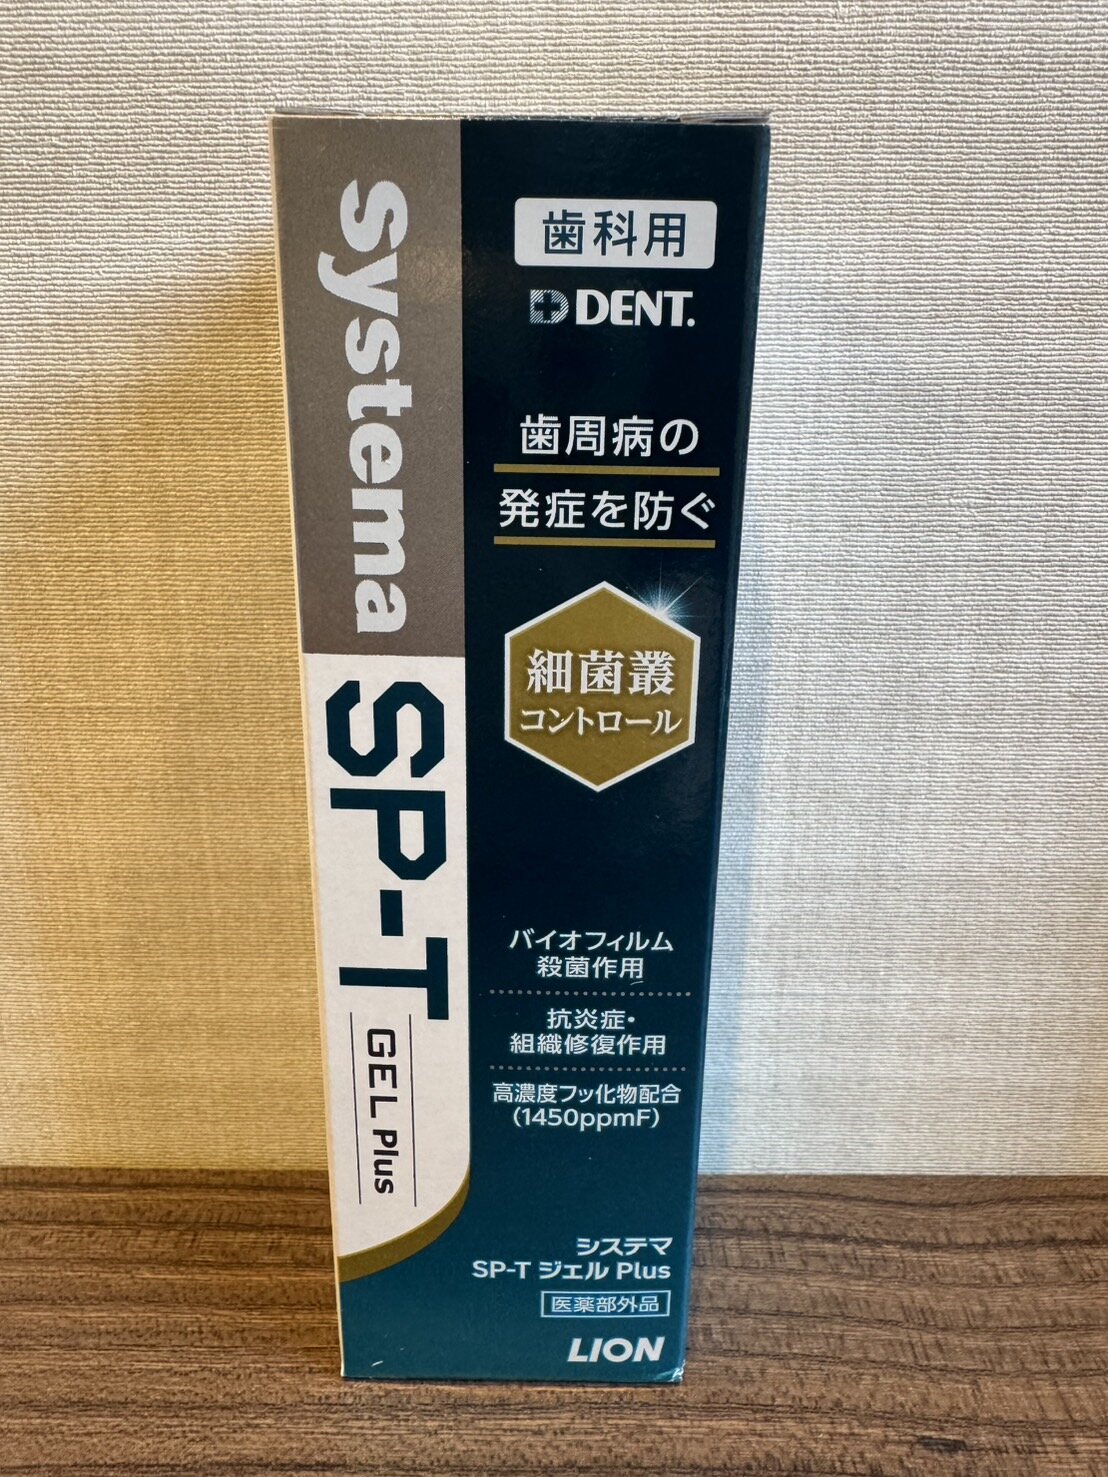 systema
SP-T
GEL Plus
歯科用
DENT.
歯周病の
発症を防ぐ
細菌叢
コントロール
バイオフィルム
殺菌作用
抗炎症・
組織修復作用
高濃度フッ化物配合
(1450ppmF)
システマ
SP-T ジェル Plus
医薬部外品
LION